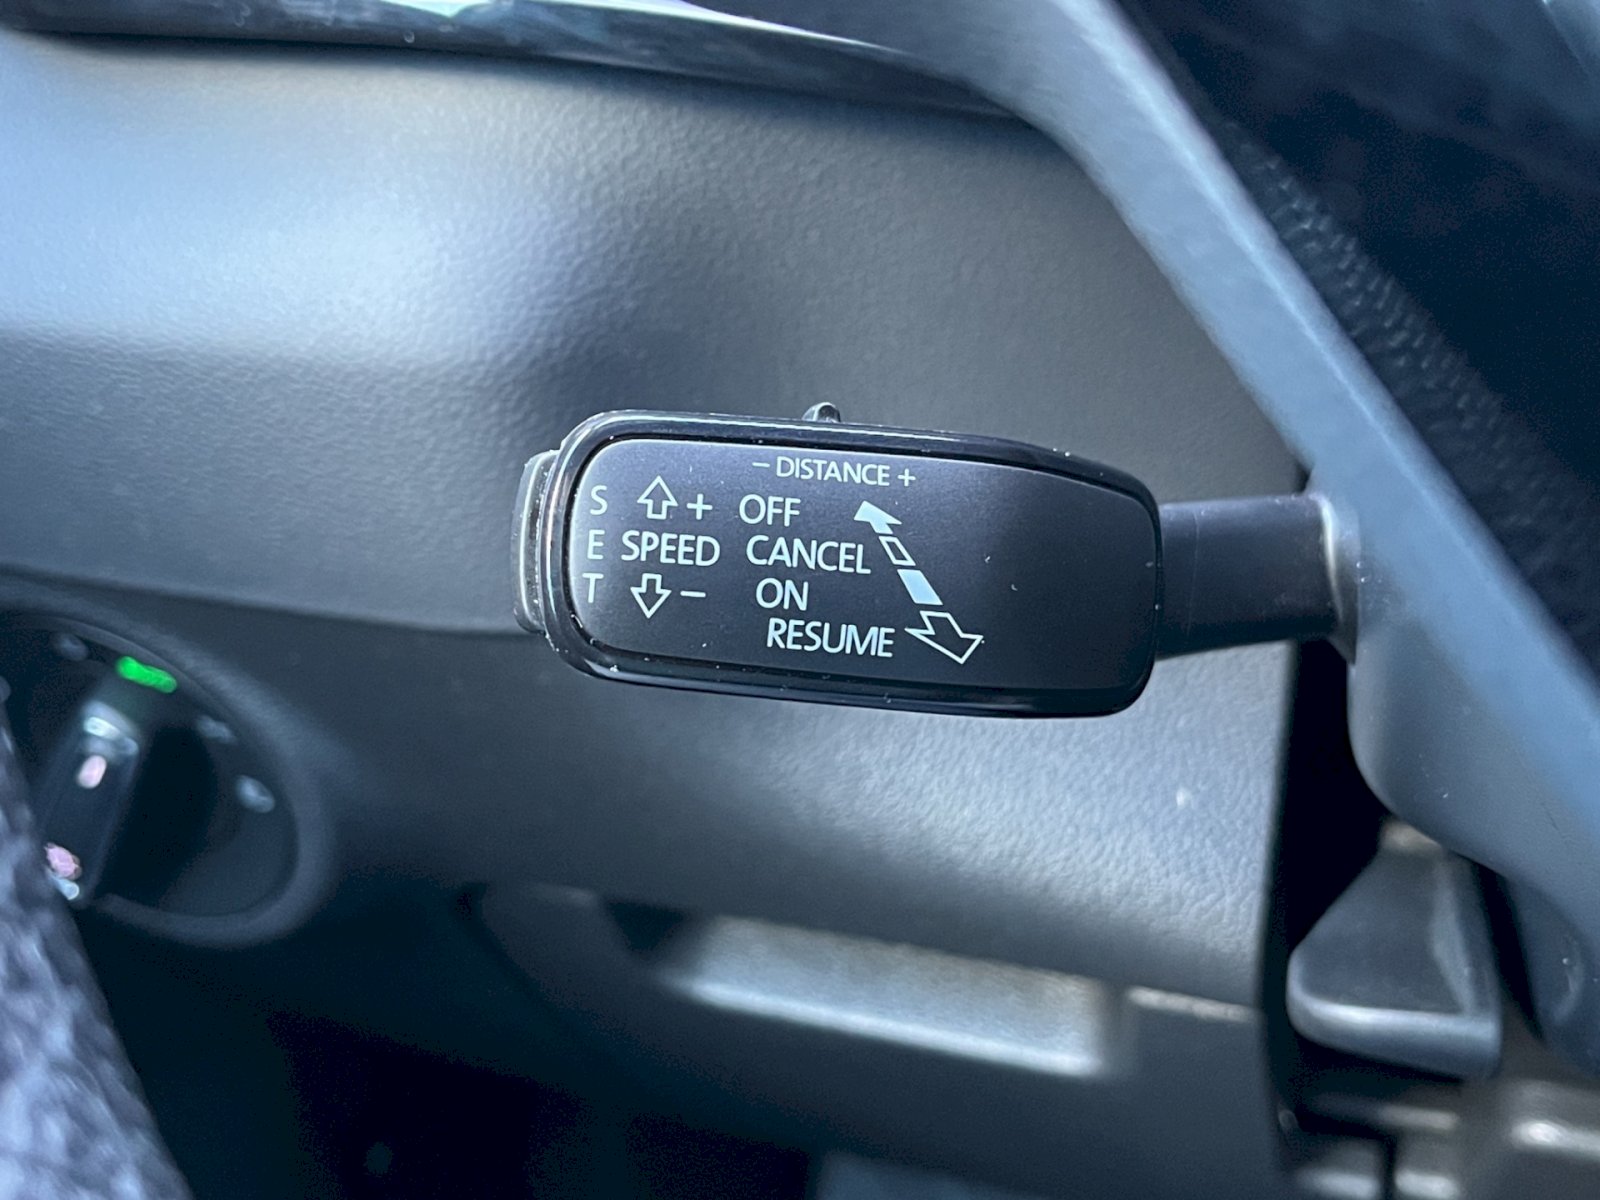 − DISTANCE +
S + OFF
E SPEED CANCEL
T − ON
RESUME